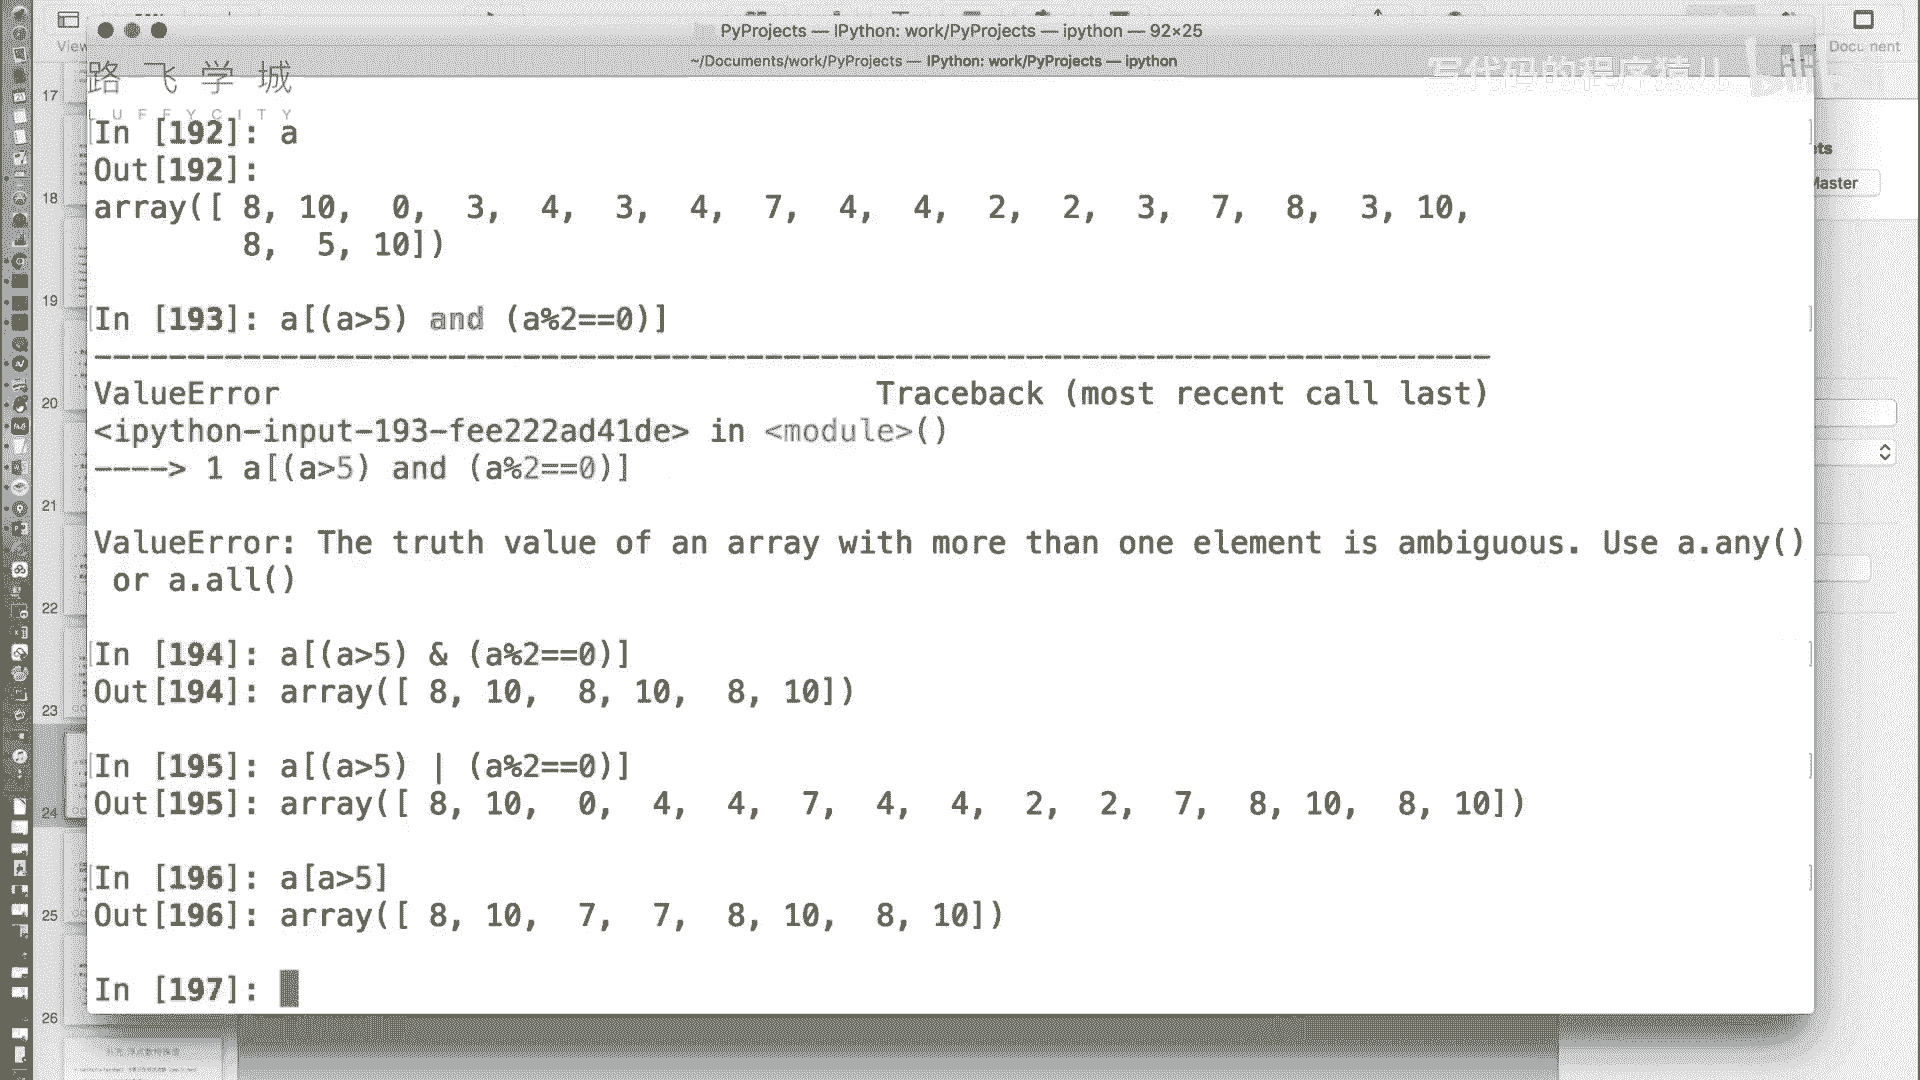 PyProjects — IPython: work/PyProjects — ipython — 92×25
View
~/Documents/work/PyProjects — IPython: work/PyProjects — ipython
路飞学城
LUFFYCITY
写代码的程序猿儿
In [192]: a
Out[192]:
array([ 8, 10,  0,  3,  4,  3,  4,  7,  4,  4,  2,  2,  3,  7,  8,  3, 10,
        8,  5, 10])
In [193]: a[(a>5) and (a%2==0)]
---------------------------------------------------------------------------
ValueError                                Traceback (most recent call last)
<ipython-input-193-fee222ad41de> in <module>()
----> 1 a[(a>5) and (a%2==0)]
ValueError: The truth value of an array with more than one element is ambiguous. Use a.any()
 or a.all()
In [194]: a[(a>5) & (a%2==0)]
Out[194]: array([ 8, 10,  8, 10,  8, 10])
In [195]: a[(a>5) | (a%2==0)]
Out[195]: array([ 8, 10,  0,  4,  4,  7,  4,  4,  2,  2,  7,  8, 10,  8, 10])
In [196]: a[a>5]
Out[196]: array([ 8, 10,  7,  7,  8, 10,  8, 10])
In [197]:
17
18
19
20
21
22
23
24
25
26